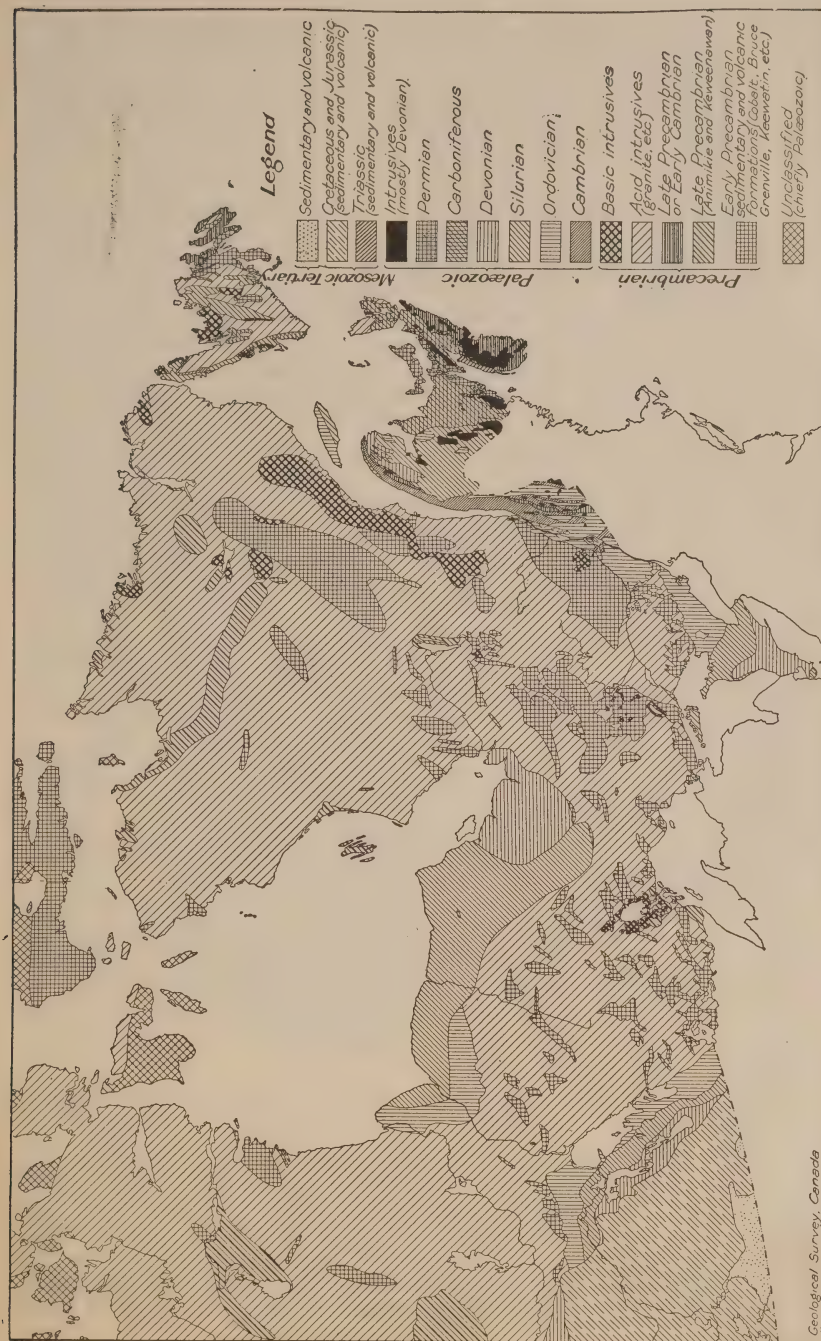 Legend
Tertiary
Sedimentary and volcanic
Mesozoic
Cretaceous and Jurassic
(sedimentary and volcanic)
Triassic
(sedimentary and volcanic)
Palæozoic
Intrusives
(mostly Devonian)
Permian
Carboniferous
Devonian
Silurian
Ordovician
Cambrian
Precambrian
Basic intrusives
Acid intrusives
(granite, etc)
Late Precambrian
or Early Cambrian
Late Precambrian
(Animikie and Keweenawan)
Early Precambrian
sedimentary and volcanic
formations (Cobalt, Bruce
Grenville, Keewatin, etc)
Unclassified
(chiefly Palæozoic)
Geological Survey, Canada